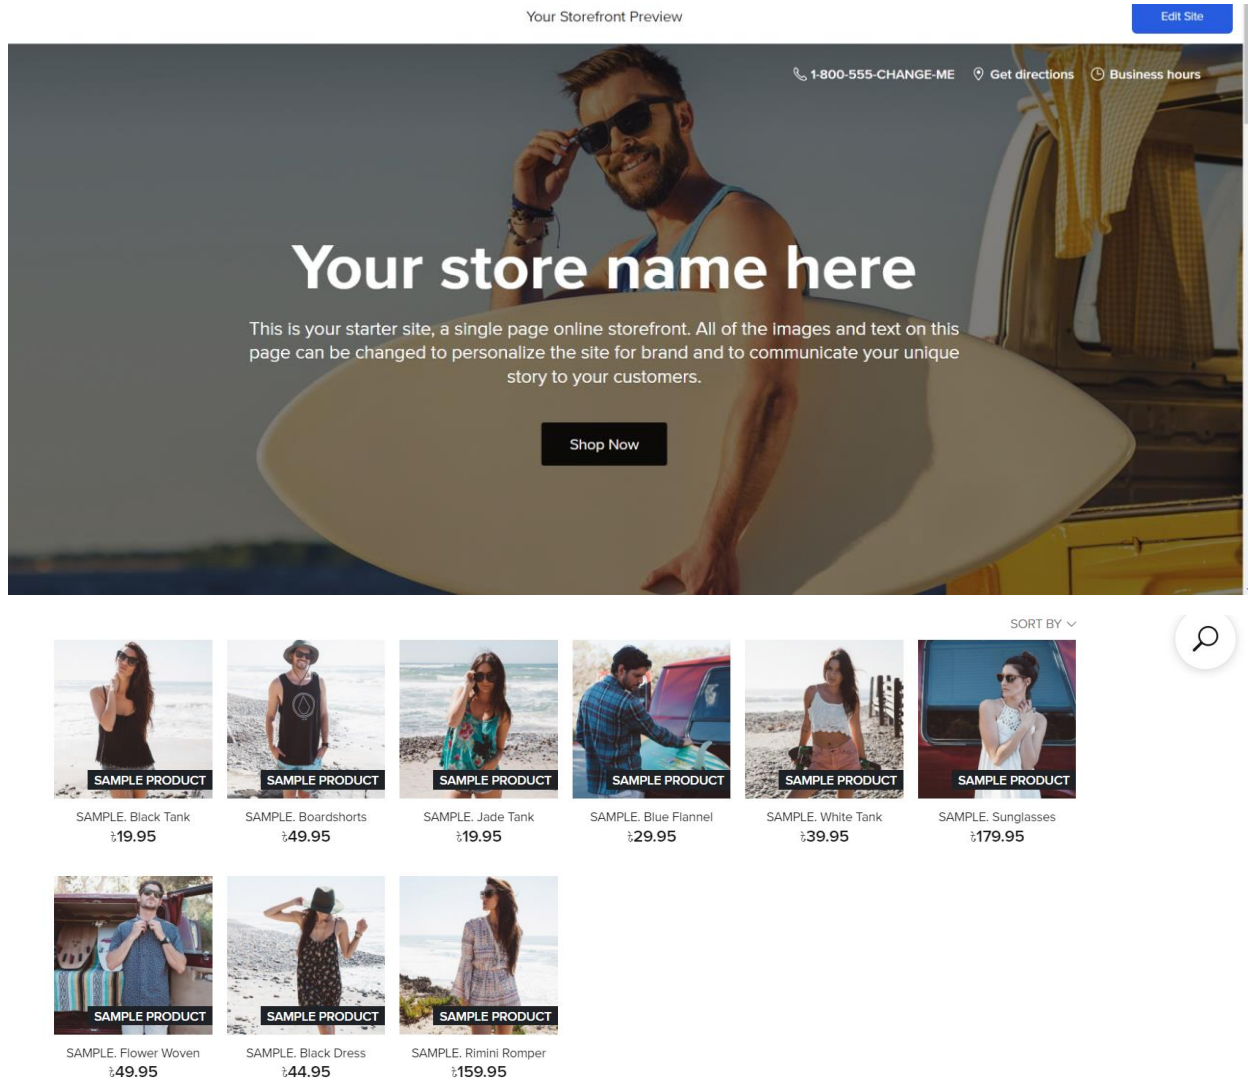 Your Storefront Preview
Edit Site
1-800-555-CHANGE-ME Get directions Business hours
Your store name here
This is your starter site, a single page online storefront. All of the images and text on this
page can be changed to personalize the site for brand and to communicate your unique
story to your customers.
Shop Now
SORT BY
SAMPLE PRODUCT SAMPLE PRODUCT SAMPLE PRODUCT SAMPLE PRODUCT SAMPLE PRODUCT SAMPLE PRODUCT
SAMPLE. Black Tank SAMPLE. Boardshorts SAMPLE. Jade Tank SAMPLE. Blue Flannel SAMPLE. White Tank SAMPLE. Sunglasses
৳19.95 ৳49.95 ৳19.95 ৳29.95 ৳39.95 ৳179.95
SAMPLE PRODUCT SAMPLE PRODUCT SAMPLE PRODUCT
SAMPLE. Flower Woven SAMPLE. Black Dress SAMPLE. Rimini Romper
৳49.95 ৳44.95 ৳159.95